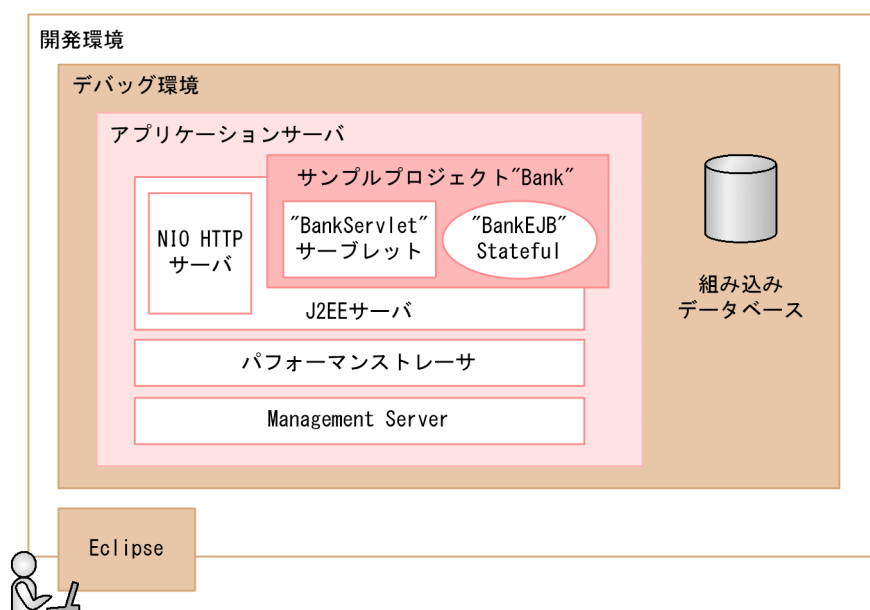 開発環境
デバッグ環境
アプリケーションサーバ
サンプルプロジェクト"Bank"
NIO HTTP
サーバ
"BankServlet"
サーブレット
"BankEJB"
Stateful
J2EEサーバ
パフォーマンストレーサ
Management Server
組み込み
データベース
Eclipse